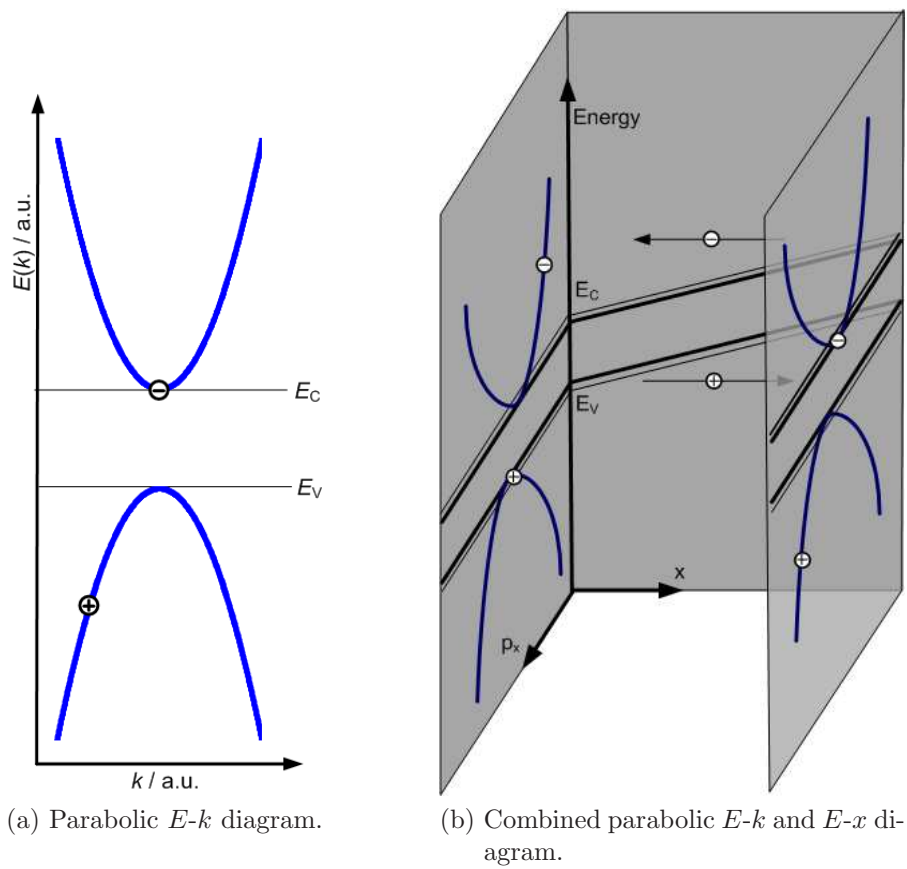 E(k) / a.u.
E_C
E_V
k / a.u.
(a) Parabolic E-k diagram.
Energy
E_C
E_V
x
p_x
(b) Combined parabolic E-k and E-x di-
agram.